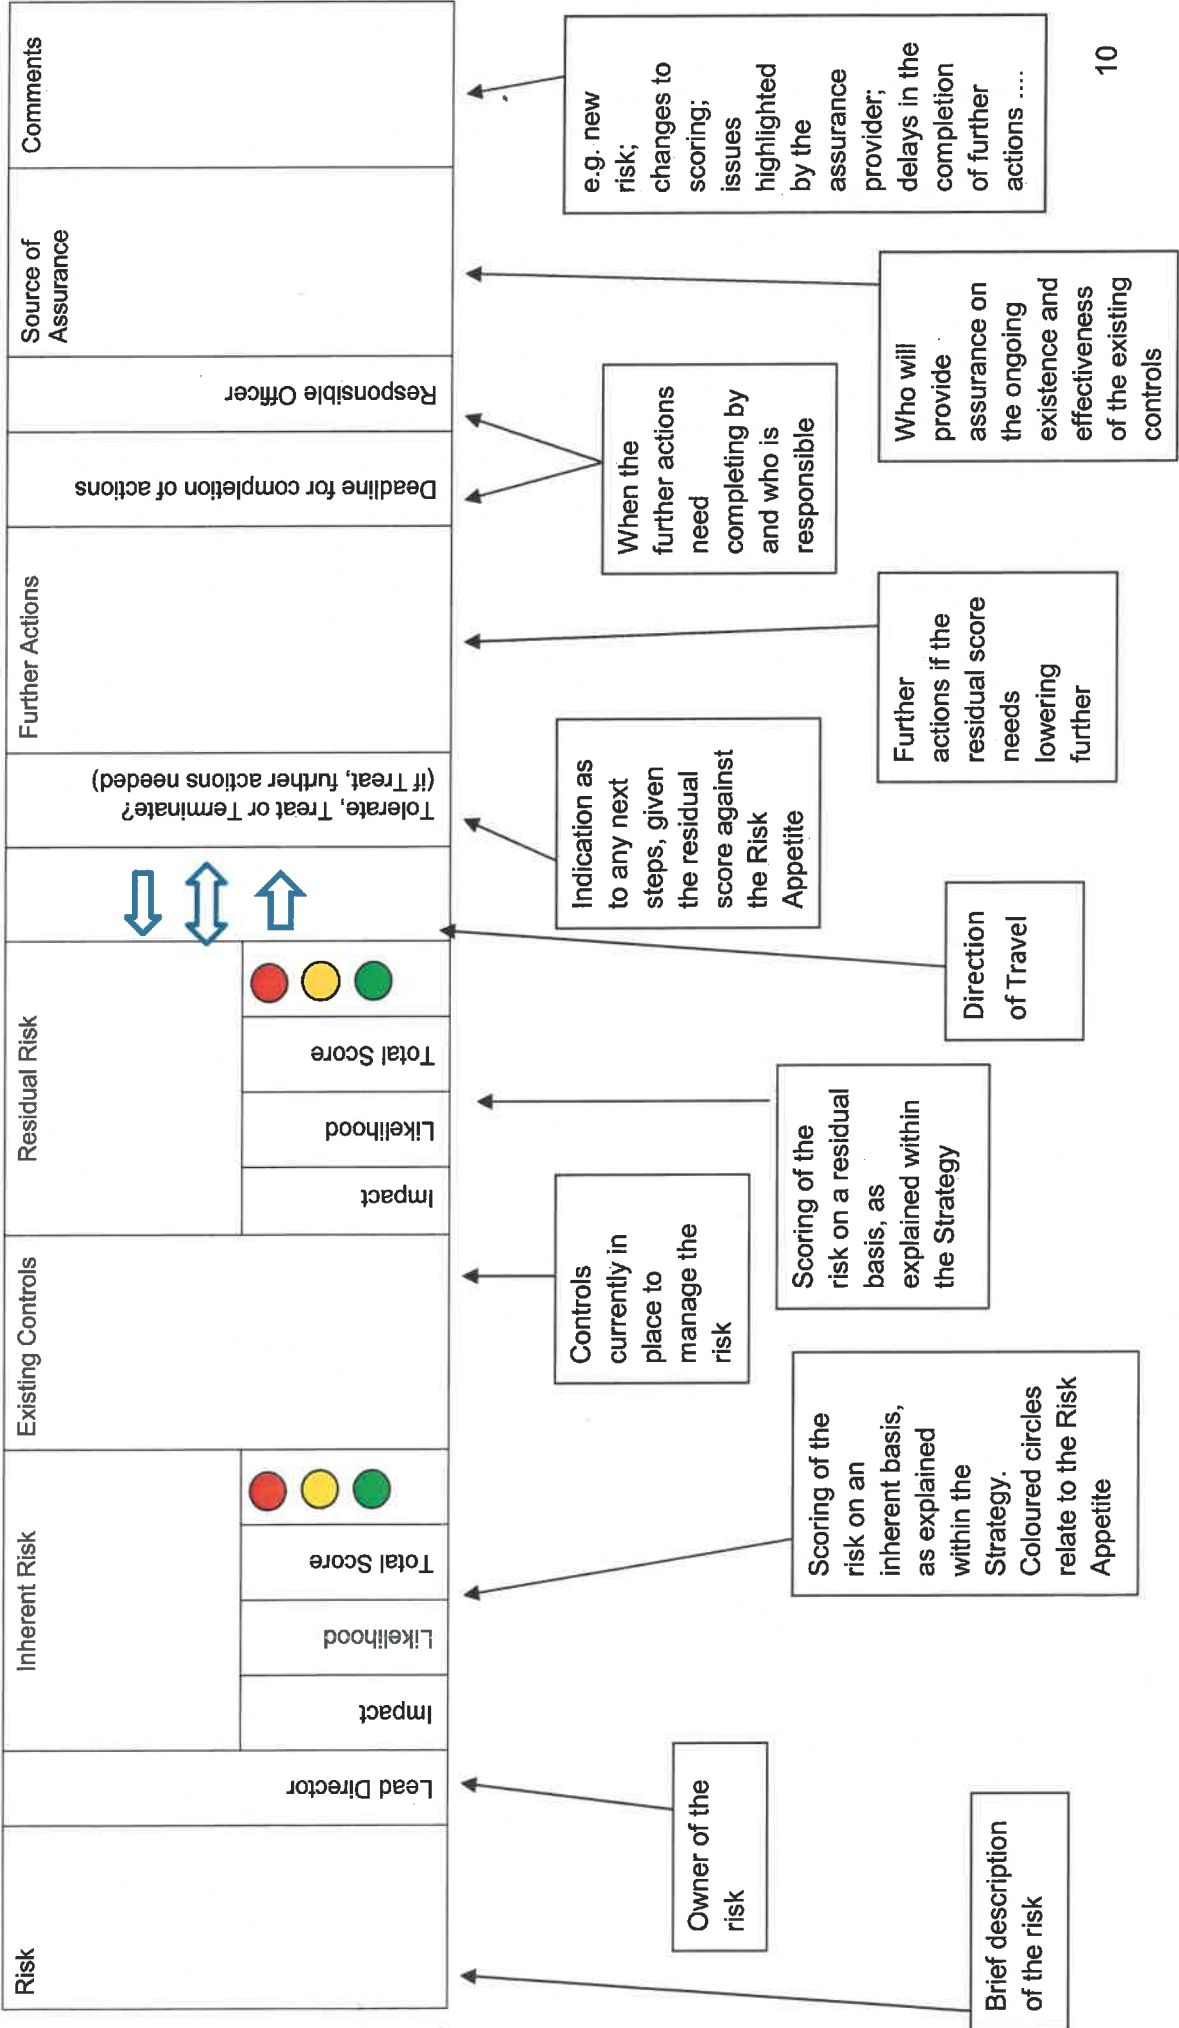 Risk
Lead Director
Inherent Risk
Impact
Likelihood
Total Score
Existing Controls
Residual Risk
Impact
Likelihood
Total Score
Tolerate, Treat or Terminate?
(if Treat, further actions needed)
Further Actions
Deadline for completion of actions
Responsible Officer
Source of
Assurance
Comments
Brief description
of the risk
Owner of the
risk
Scoring of the
risk on an
inherent basis,
as explained
within the
Strategy.
Coloured circles
relate to the Risk
Appetite
Controls
currently in
place to
manage the
risk
Scoring of the
risk on a residual
basis, as
explained within
the Strategy
Direction
of Travel
Indication as
to any next
steps, given
the residual
score against
the Risk
Appetite
Further
actions if the
residual score
needs
lowering
further
When the
further actions
need
completing by
and who is
responsible
Who will
provide
assurance on
the ongoing
existence and
effectiveness
of the existing
controls
e.g. new
risk;
changes to
scoring;
issues
highlighted
by the
assurance
provider;
delays in the
completion
of further
actions ....
10